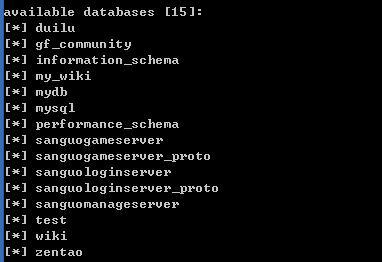 available databases [15]:
[*] duilu
[*] gf_community
[*] information_schema
[*] my_wiki
[*] mydb
[*] mysql
[*] performance_schema
[*] sanguogameserver
[*] sanguogameserver_proto
[*] sanguologinserver
[*] sanguologinserver_proto
[*] sanguomanageserver
[*] test
[*] wiki
[*] zentao